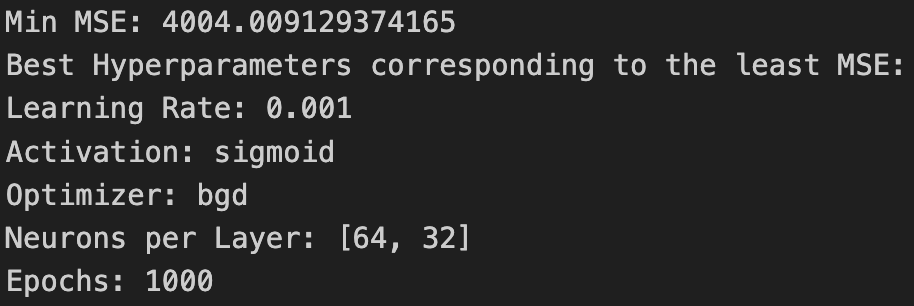 Min MSE: 4004.009129374165
Best Hyperparameters corresponding to the least MSE:
Learning Rate: 0.001
Activation: sigmoid
Optimizer: bgd
Neurons per Layer: [64, 32]
Epochs: 1000